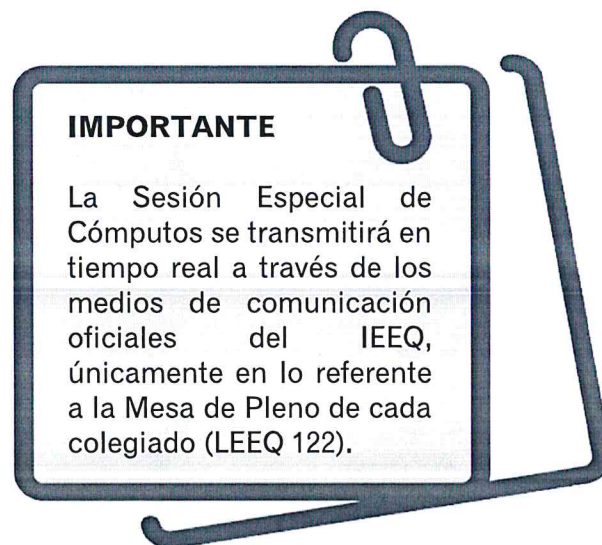 IMPORTANTE
La Sesión Especial de
Cómputos se transmitirá en
tiempo real a través de los
medios de comunicación
oficiales del IEEQ,
únicamente en lo referente
a la Mesa de Pleno de cada
colegiado (LEEQ 122).